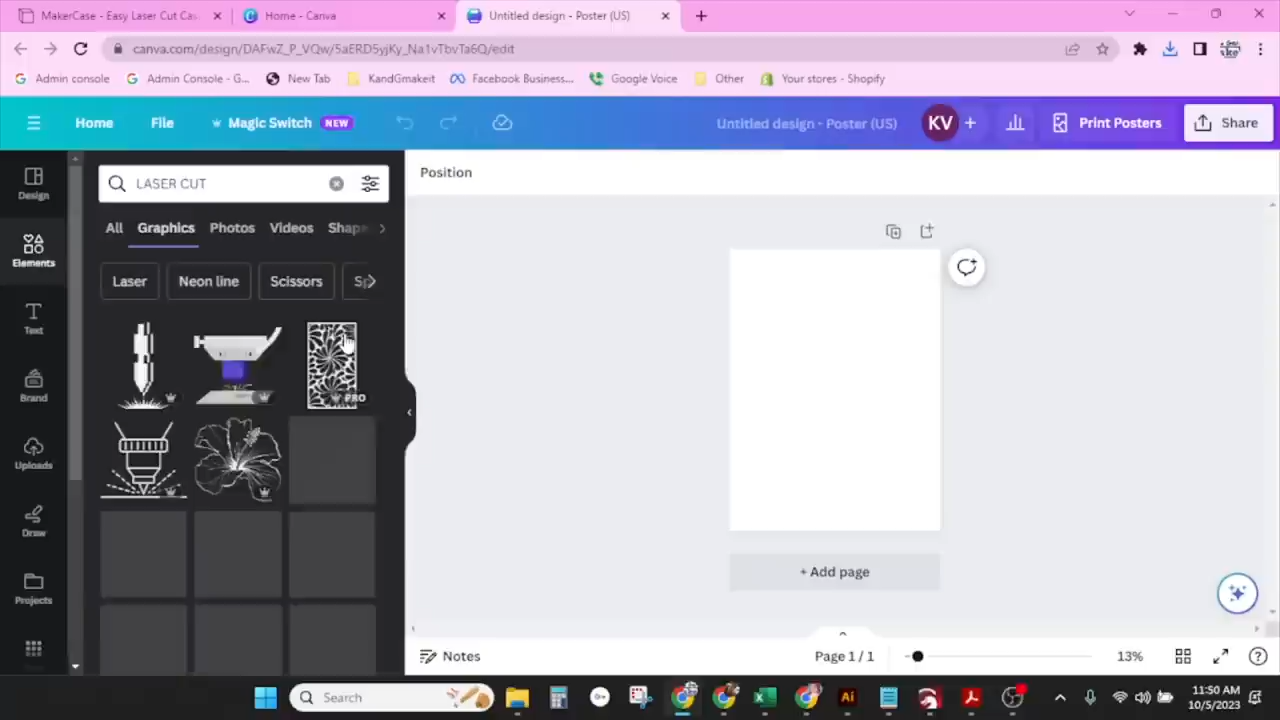 MakerCase - Easy Laser Cut Cas
Home - Canva
Untitled design - Poster (US)
canva.com/design/DAFwZ_P_VQw/5aERD5yjKy_Na1vTbvTa6Q/edit
Admin console
Admin Console - G...
New Tab
KandGmakeit
Facebook Business...
Google Voice
Other
Your stores - Shopify
Home
File
Magic Switch
NEW
Untitled design - Poster (US)
KV
Print Posters
Share
Design
Elements
Text
Brand
Uploads
Draw
Projects
LASER CUT
All
Graphics
Photos
Videos
Shape
Laser
Neon line
Scissors
Sp
PRO
Position
+ Add page
Notes
Page 1 / 1
13%
Search
11:50 AM
10/5/2023